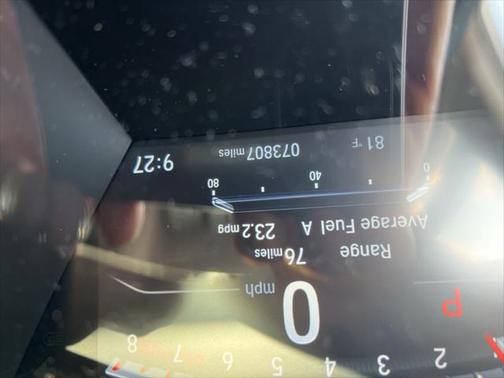 2 3 4 5 6 7 8
P 0 mph
Range 76 miles
Average Fuel A 23.2 mpg
0 40 80
81°F 073807 miles 9:27